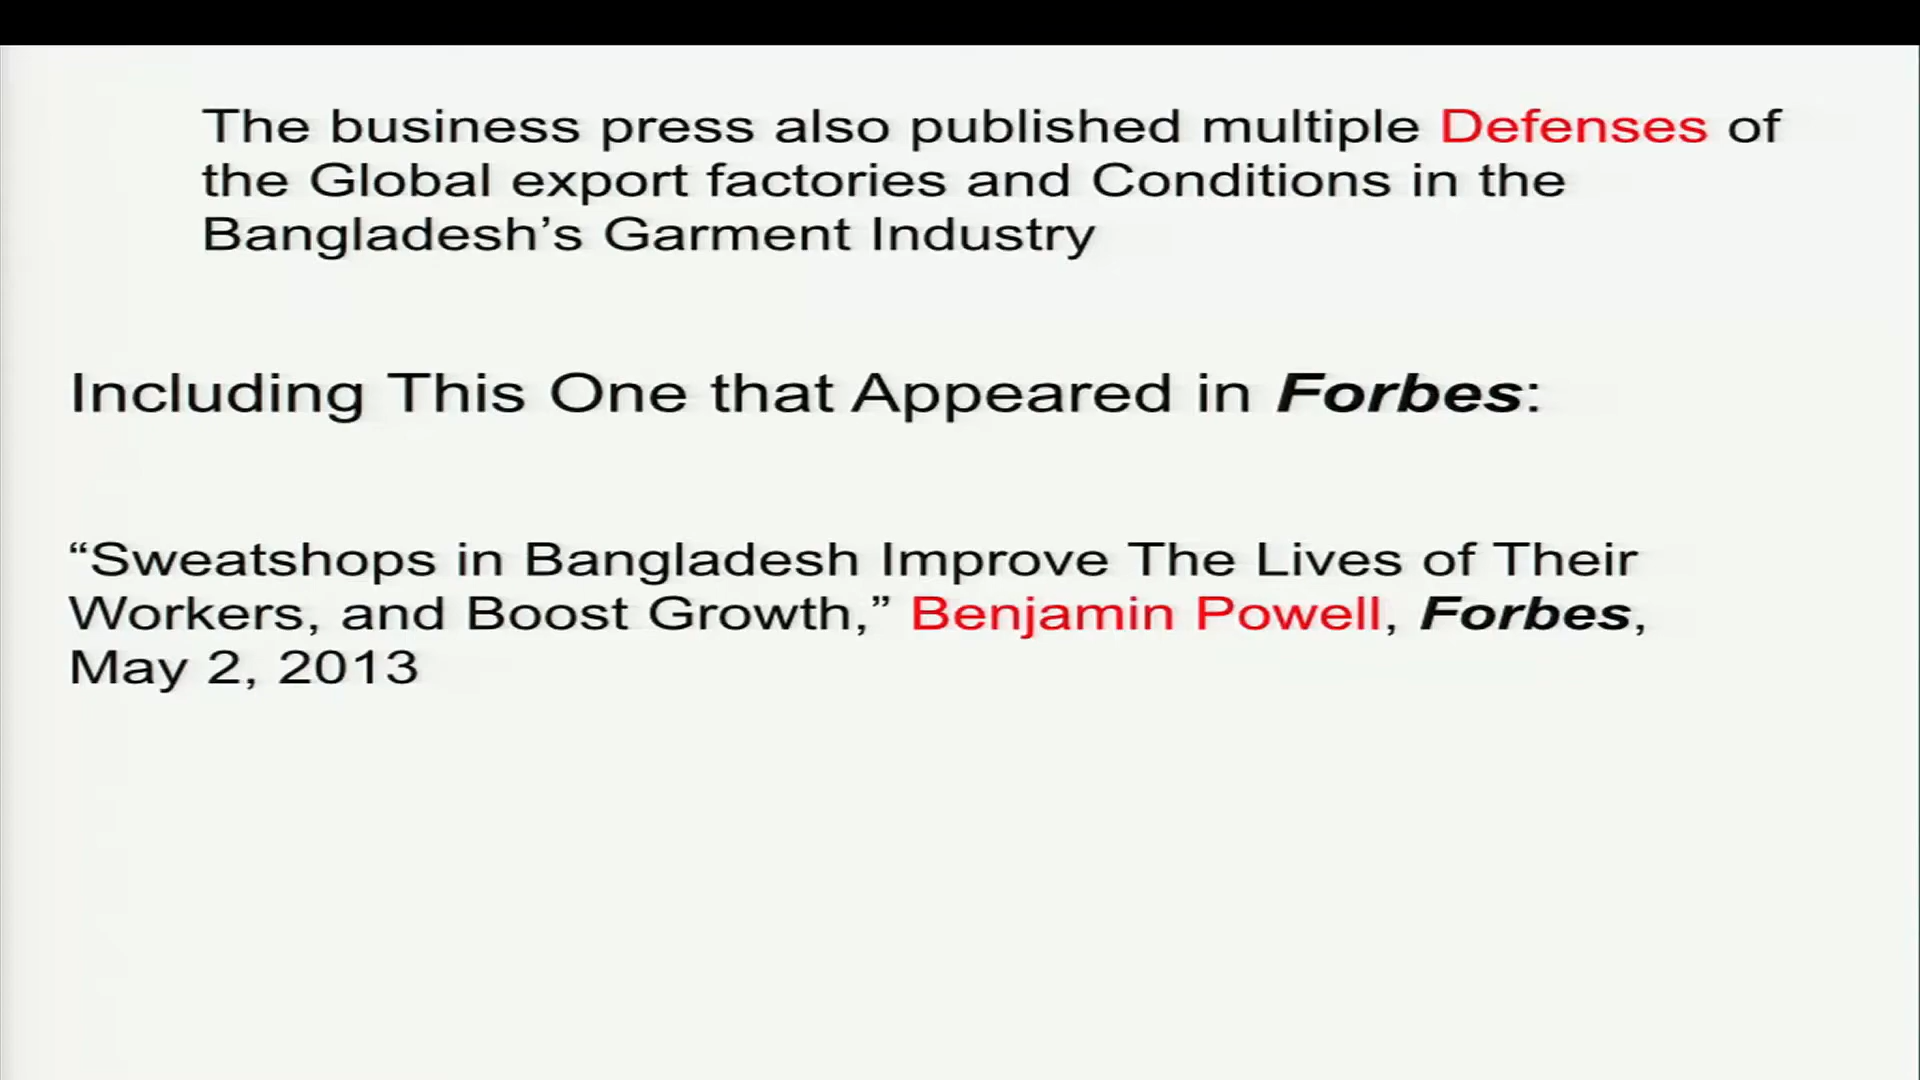 The business press also published multiple Defenses of
the Global export factories and Conditions in the
Bangladesh’s Garment Industry
Including This One that Appeared in Forbes:
“Sweatshops in Bangladesh Improve The Lives of Their
Workers, and Boost Growth,” Benjamin Powell, Forbes,
May 2, 2013